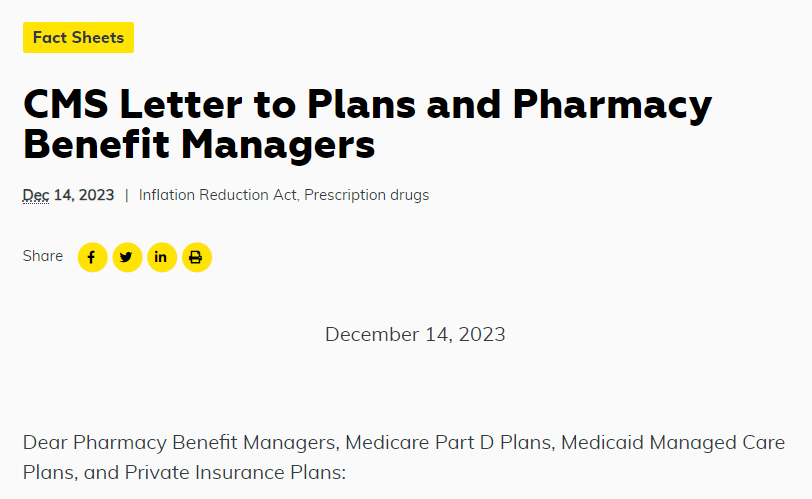 Fact Sheets
CMS Letter to Plans and Pharmacy
Benefit Managers
Dec 14, 2023 | Inflation Reduction Act, Prescription drugs
Share
December 14, 2023
Dear Pharmacy Benefit Managers, Medicare Part D Plans, Medicaid Managed Care
Plans, and Private Insurance Plans: